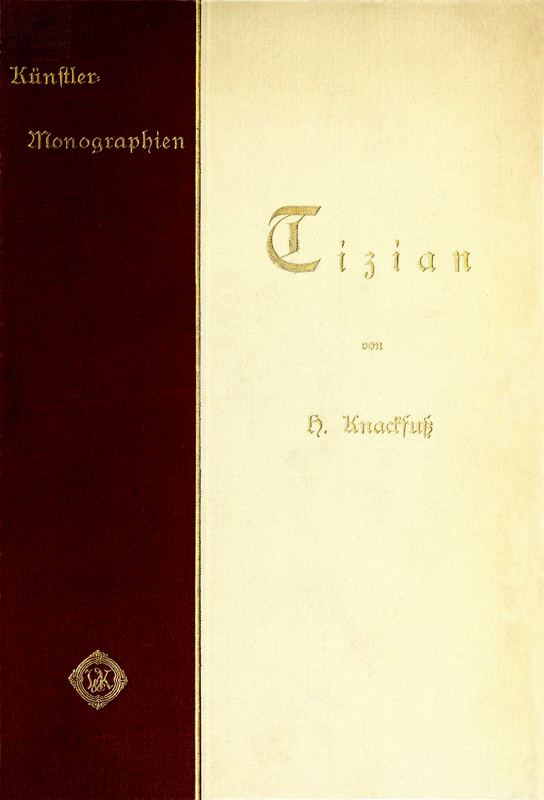 Künstler-
Monographien
Tizian
von
H. Knackfuß
V&K